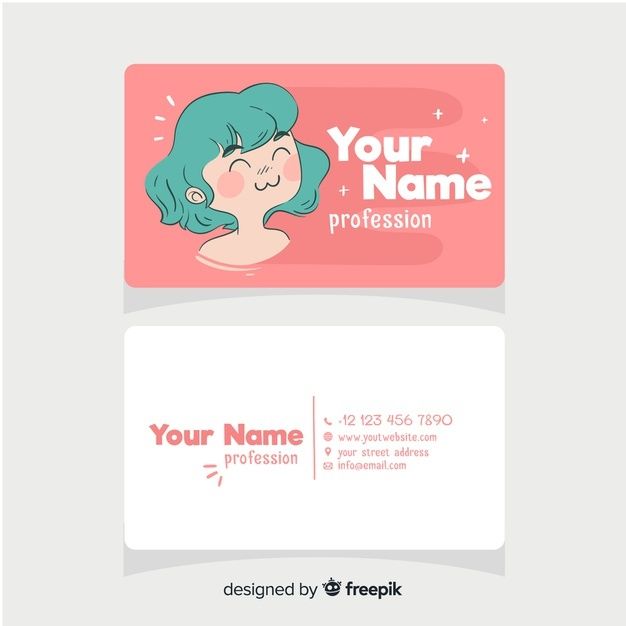 Your
Name
profession
Your Name
profession
-12 123 456 7890
www.youtwebsite.com
your street address
info@email.com
designed by freepik